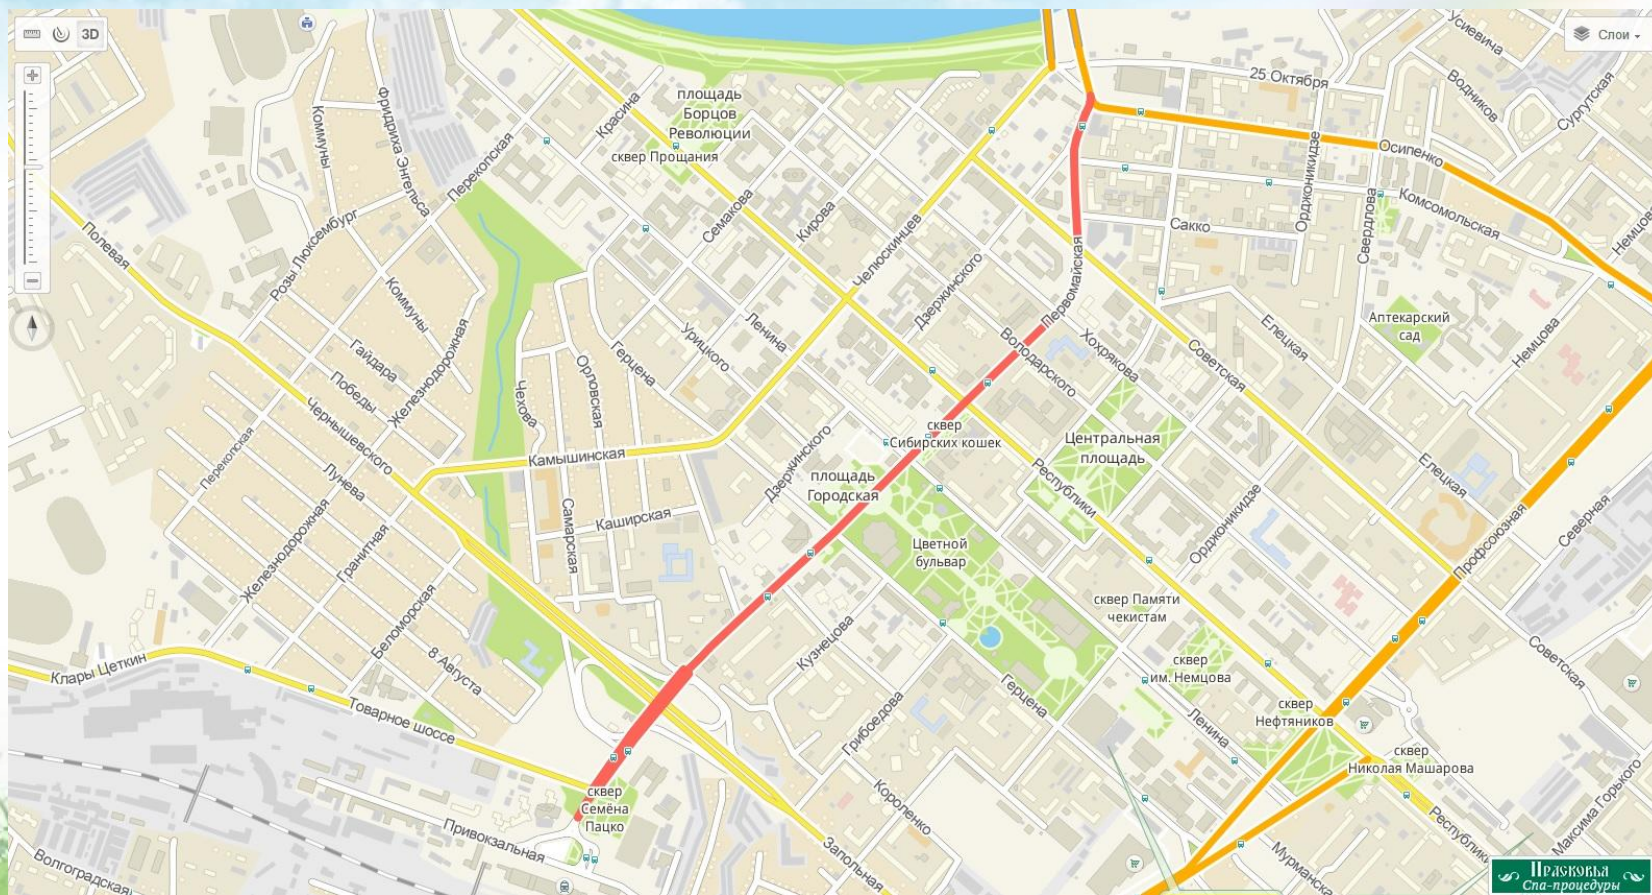 3D
Слои
Усиевича
25 Октября
Водников
Сургутская
площадь
Борцов
Революции
сквер Прощания
Красина
Коммуны
Фридриха Энгельса
Перекопская
Осипенко
Орджоникидзе
Свердлова
Комсомольская
Немцова
Сакко
Семакова
Кирова
Челюскинцев
Дзержинского
Первомайская
Полевая
Розы Люксембург
Коммуны
Железнодорожная
Гайдара
Победы
Урицкого
Ленина
Герцена
Орловская
Чехова
Володарского
Хохрякова
Советская
Елецкая
Аптекарский
сад
Немцова
Чернышевского
Перекопская
Лунева
Камышинская
Дзержинского
сквер
Сибирских кошек
площадь
Городская
Центральная
площадь
Республики
Елецкая
Профсоюзная
Северная
Орджоникидзе
Железнодорожная
Гранитная
Самарская
Каширская
Цветной
бульвар
сквер Памяти
чекистам
Беломорская
8 Августа
Клары Цеткин
Товарное шоссе
Кузнецова
Грибоедова
Герцена
сквер
им. Немцова
Ленина
сквер
Нефтяников
Советская
сквер
Николая Машарова
сквер
Семёна
Пацко
Привокзальная
Волгоградская
Короленко
Запольная
Республики
Максима Горького
Прасковья
Спа-процедуры